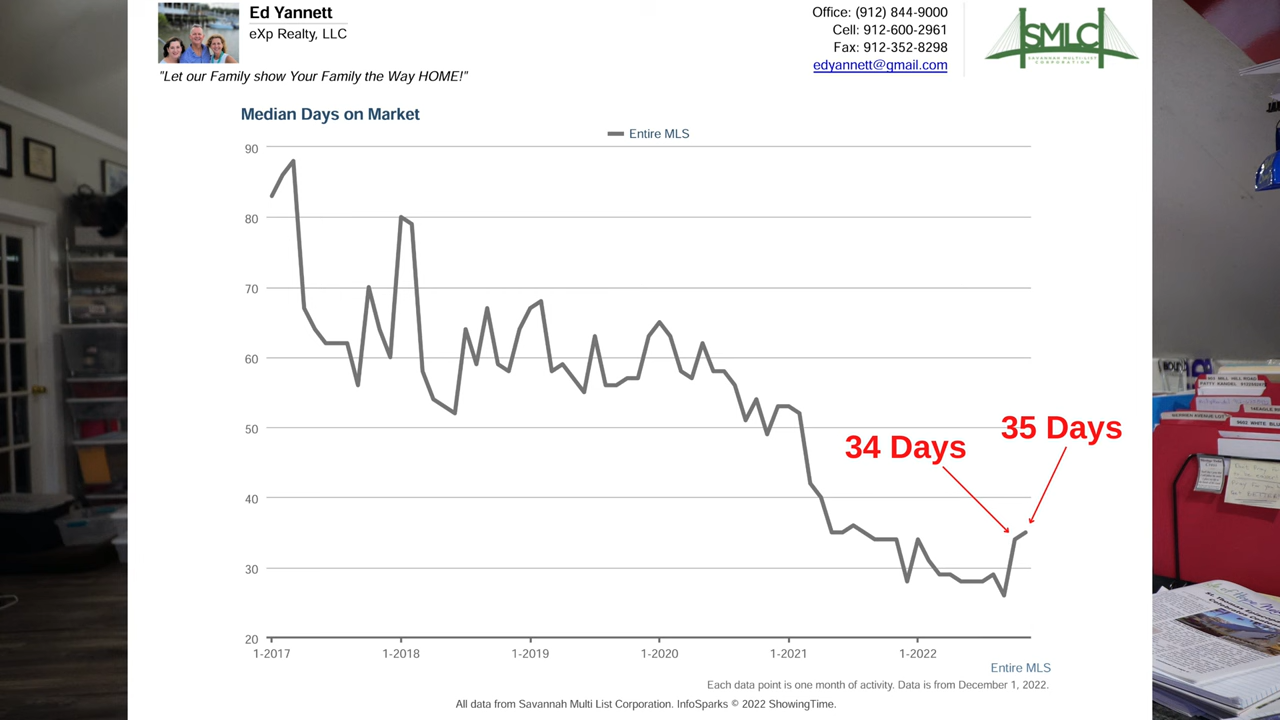 Ed Yannett
eXp Realty, LLC
"Let our Family show Your Family the Way HOME!"
Office: (912) 844-9000
Cell: 912-600-2961
Fax: 912-352-8298
edyannett@gmail.com
SMLC
SAVANNAH MULTI-LIST
CORPORATION
Median Days on Market
Entire MLS
90
80
70
60
50
40
30
20
34 Days
35 Days
1-2017
1-2018
1-2019
1-2020
1-2021
1-2022
Entire MLS
Each data point is one month of activity. Data is from December 1, 2022.
All data from Savannah Multi List Corporation. InfoSparks © 2022 ShowingTime.